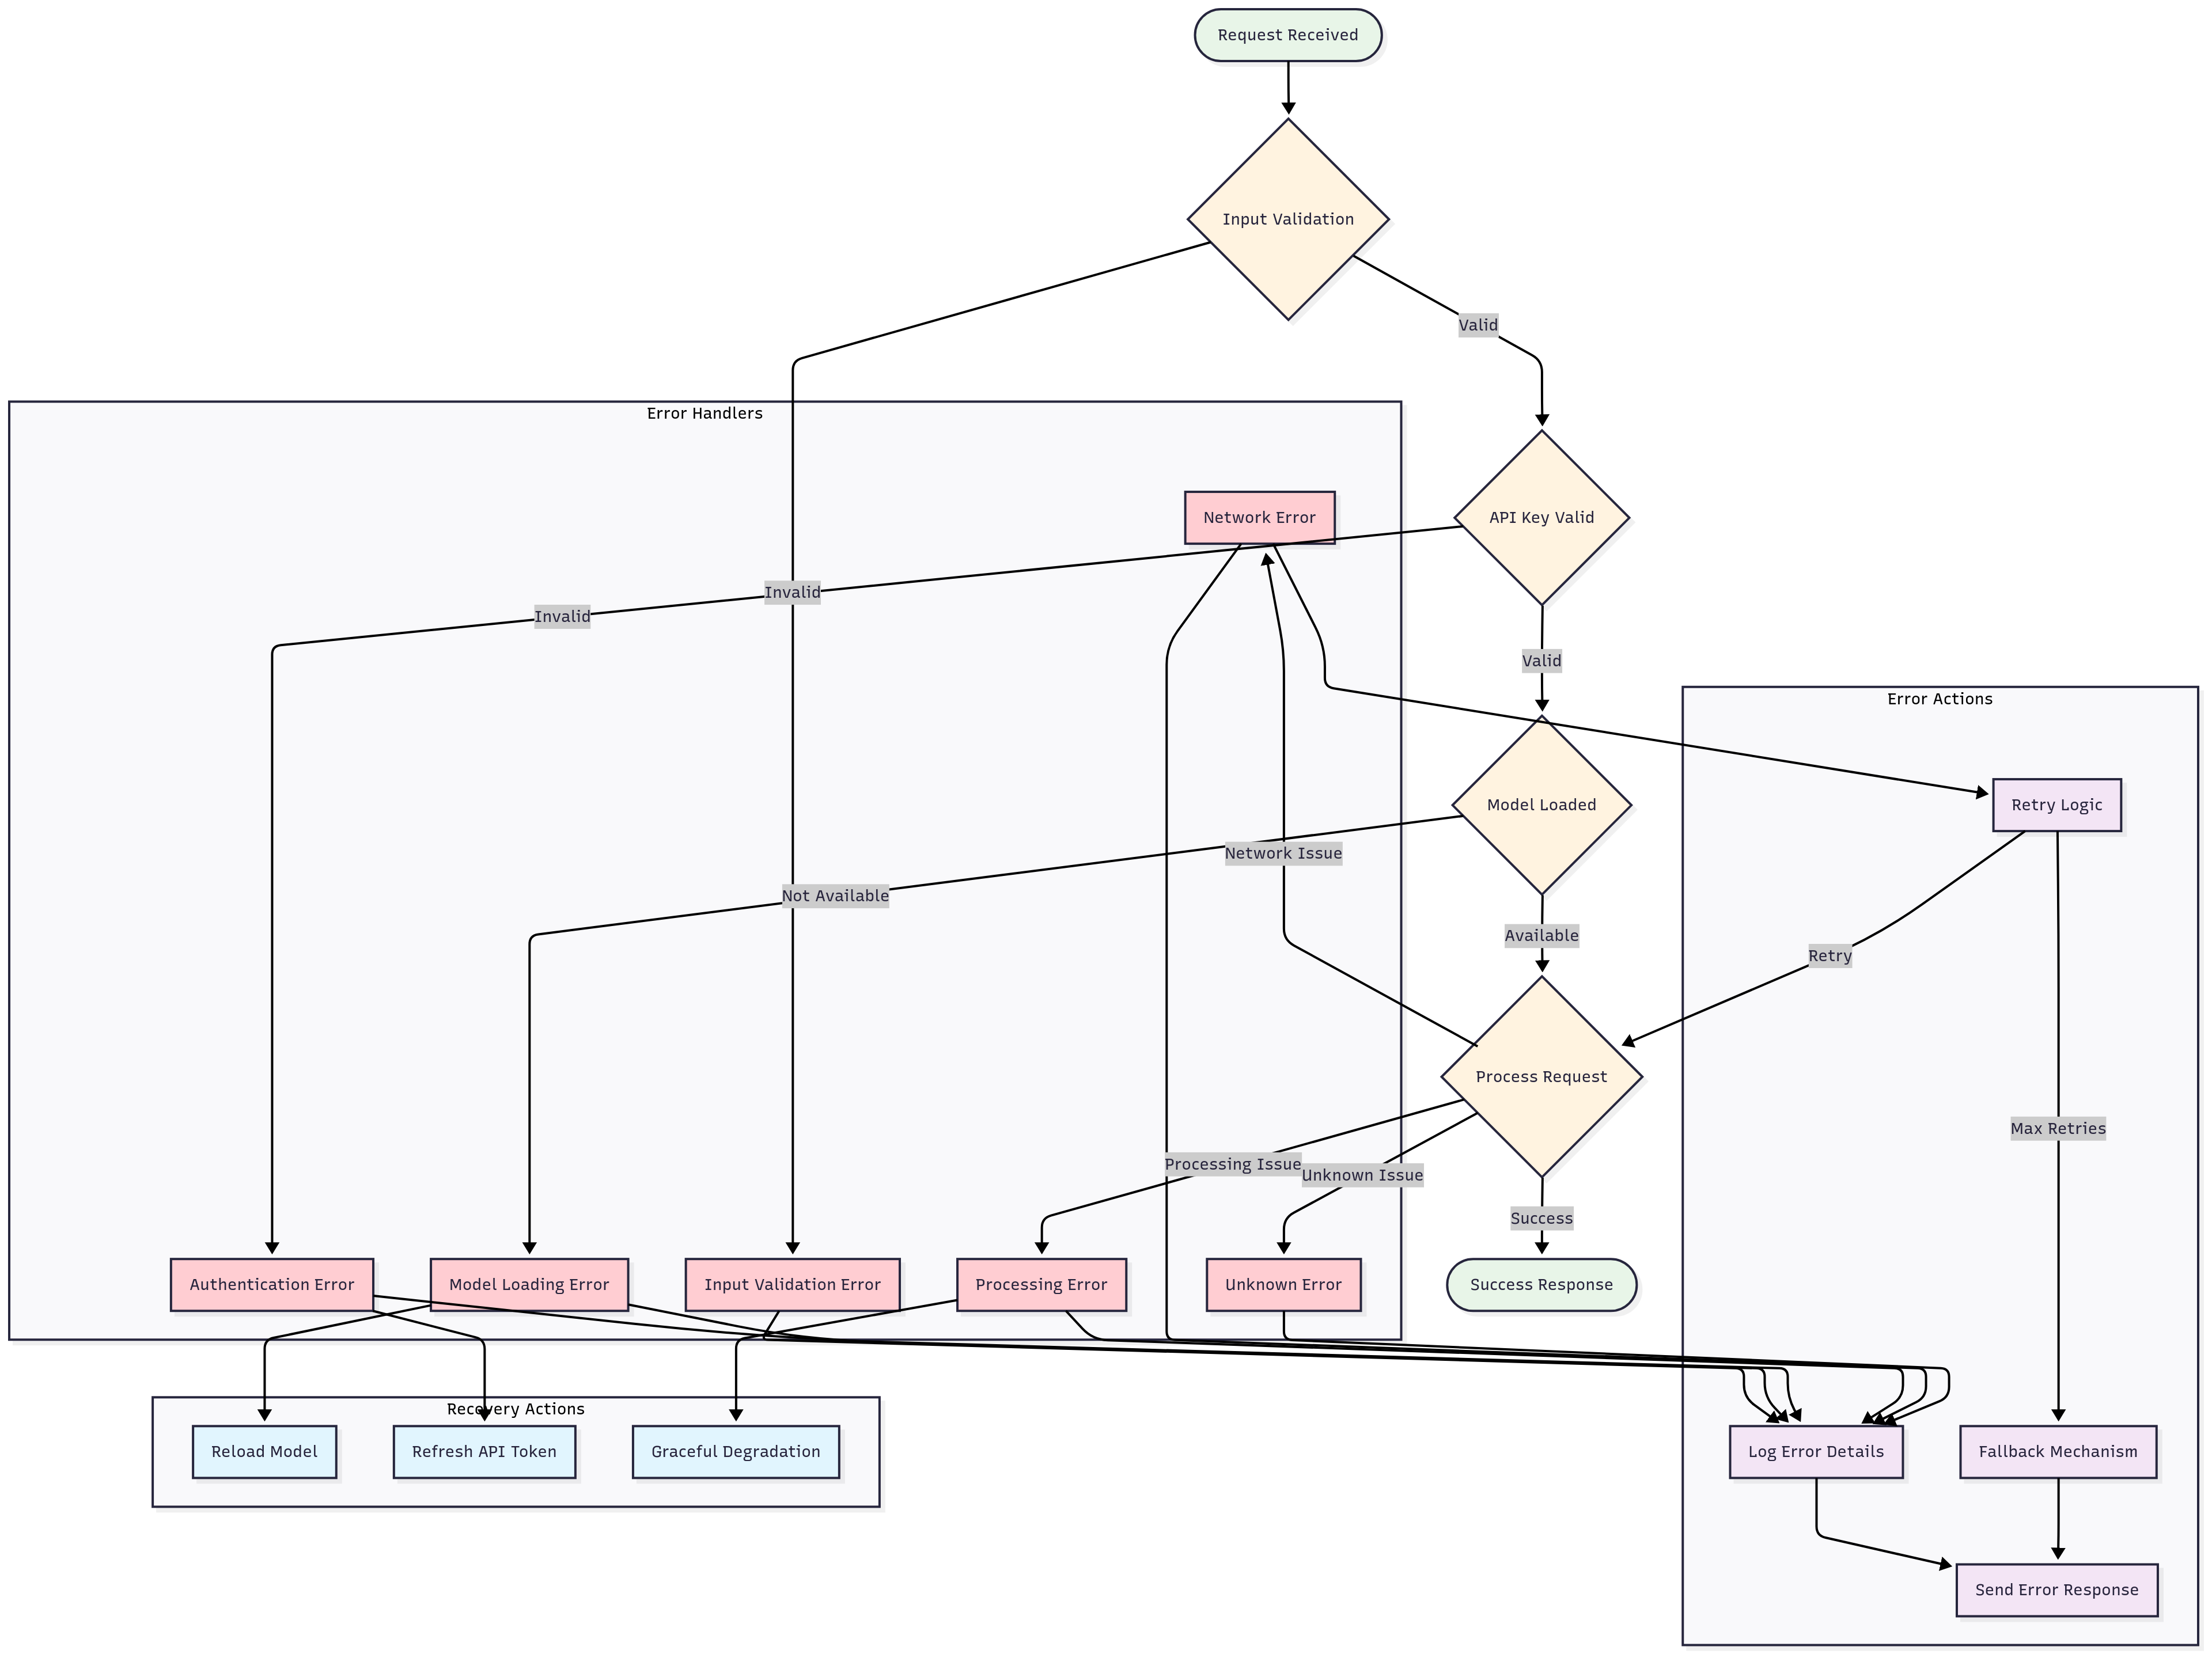 Request Received
Input Validation
Valid
Error Handlers
Network Error
API Key Valid
Invalid
Invalid
Valid
Error Actions
Retry Logic
Model Loaded
Network Issue
Not Available
Available
Retry
Process Request
Max Retries
Processing Issue
Unknown Issue
Success
Authentication Error
Model Loading Error
Input Validation Error
Processing Error
Unknown Error
Success Response
Recovery Actions
Reload Model
Refresh API Token
Graceful Degradation
Log Error Details
Fallback Mechanism
Send Error Response